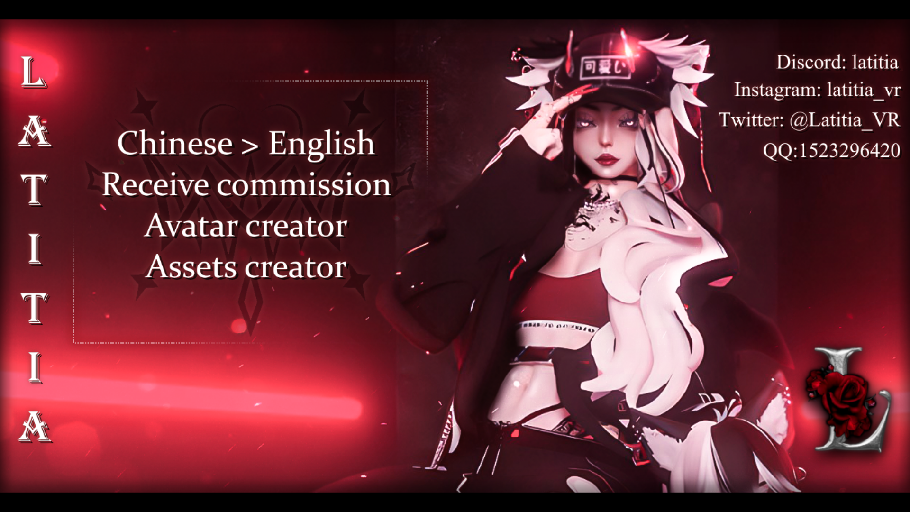 LATITIA
Chinese > English
Receive commission
Avatar creator
Assets creator
可愛い
Discord: latitia
Instagram: latitia_vr
Twitter: @Latitia_VR
QQ:1523296420
L